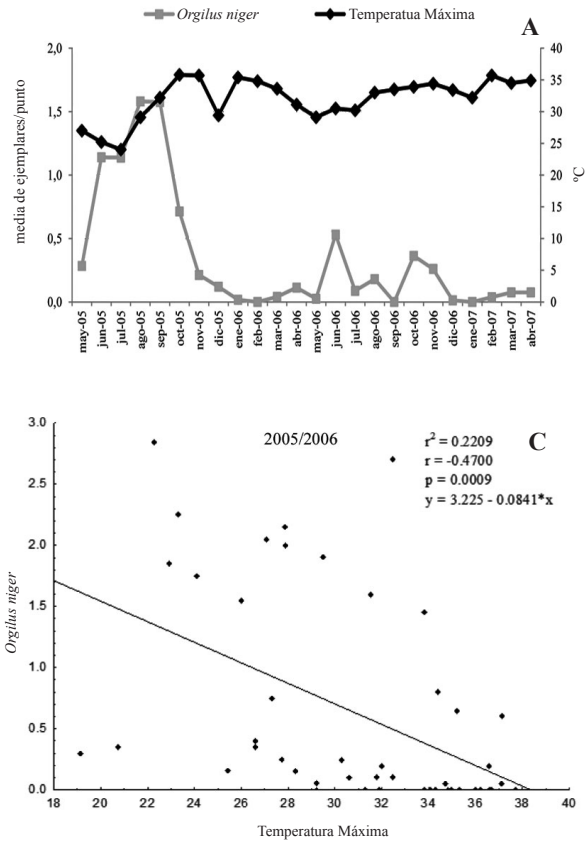 Orgilus niger Temperatua Máxima
A
media de ejemplares/punto
2,0
1,5
1,0
0,5
0,0
40
35
30
25
20
15
10
5
0
ºC
may-05 jun-05 jul-05 ago-05 sep-05 oct-05 nov-05 dic-05 ene-06 feb-06 mar-06 abr-06 may-06 jun-06 jul-06 ago-06 sep-06 oct-06 nov-06 dic-06 ene-07 feb-07 mar-07 abr-07
C
2005/2006
r² = 0.2209
r = -0.4700
p = 0.0009
y = 3.225 - 0.0841*x
Orgilus niger
3.0
2.5
2.0
1.5
1.0
0.5
0.0
18 20 22 24 26 28 30 32 34 36 38 40
Temperatura Máxima